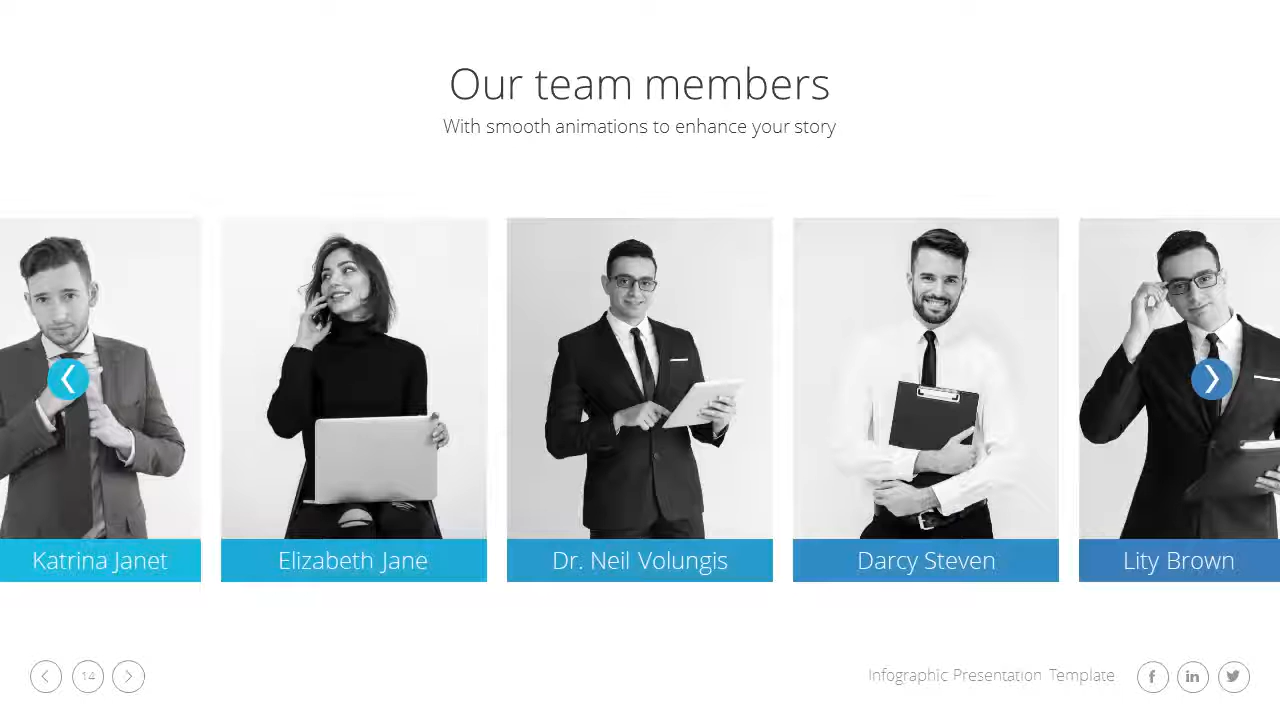 Our team members
With smooth animations to enhance your story
Katrina Janet
Elizabeth Jane
Dr. Neil Volungis
Darcy Steven
Lity Brown
14
Infographic Presentation Template
f
in